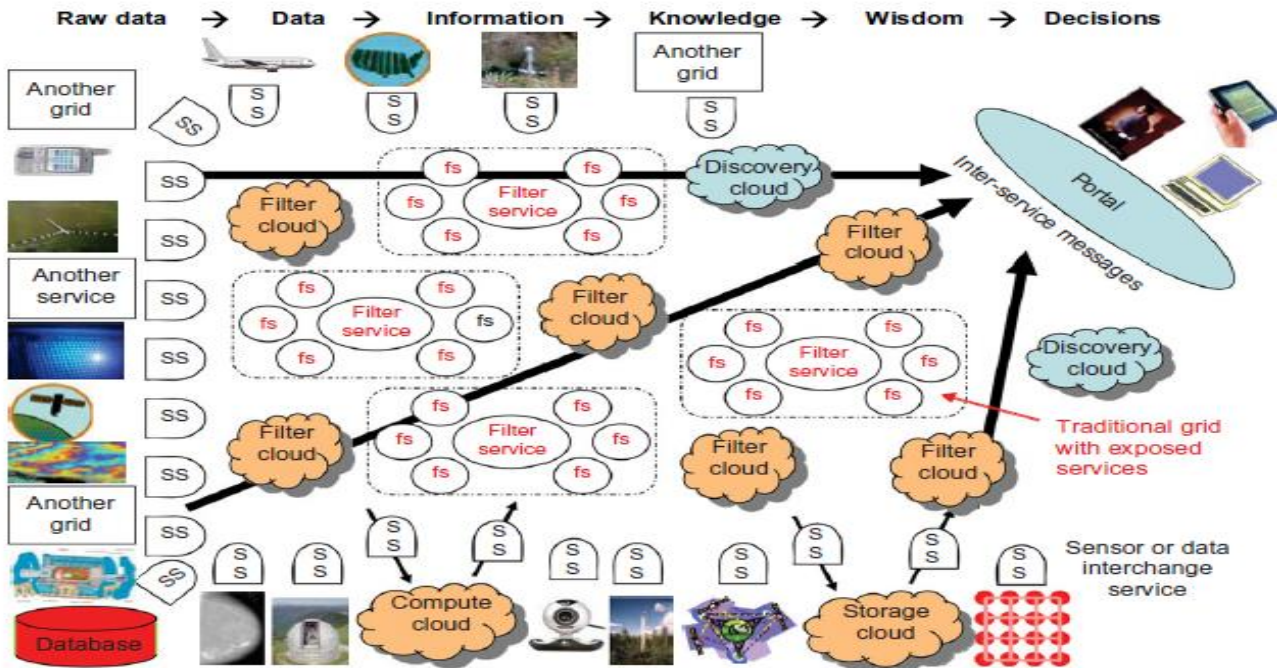 Raw data → Data → Information → Knowledge → Wisdom → Decisions
Another
grid
Another
grid
SS
SS
SS
SS
SS
SS
fs
fs
Discovery
cloud
Portal
Inter-service messages
Filter
cloud
fs
Filter
service
fs
fs
fs
Filter
cloud
SS
Another
service
SS
fs
fs
fs
Filter
service
fs
fs
fs
Filter
cloud
SS
fs
fs
fs
Filter
service
fs
fs
fs
Discovery
cloud
SS
Filter
cloud
fs
fs
fs
Filter
service
fs
fs
fs
Filter
cloud
Filter
cloud
Traditional grid
with exposed
services
SS
Another
grid
SS
SS
SS
SS
SS
SS
SS
SS
SS
SS
SS
SS
SS
Sensor or data
interchange
service
Database
Compute
cloud
Storage
cloud